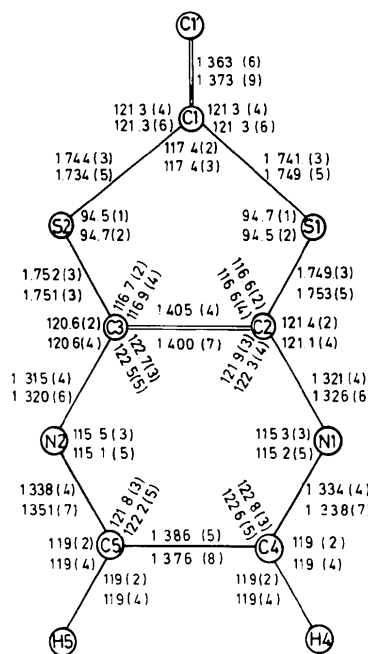 C1'
1 363 (6)
1 373 (9)
121 3 (4) 121 3 (4)
121.3 (6) C1 121 3 (6)
117 4 (2)
117 4 (3)
1 744 (3) 1 741 (3)
1 734 (5) 1 749 (5)
S2 94 5 (1) 94.7 (1) S1
94.7 (2) 94.5 (2)
1.752 (3) 116.7 (2) 116 6 (2) 1.749 (3)
1.751 (3) 116 9 (4) 116 6 (4) 1 753 (5)
120.6 (2) C3 1 405 (4) C2 121 4 (2)
120 6 (4) 1 400 (7) 121.1 (4)
122.7 (3) 121 9 (3)
122 5 (5) 122 3 (4)
1 315 (4) 1 321 (4)
1 320 (6) 1 326 (6)
N2 115 5 (3) 115 3 (3) N1
115 1 (5) 115 2 (5)
1 338 (4) 121 8 (3) 122 8 (3) 1 334 (4)
1351 (7) 122 2 (5) 122 6 (5) 1 338 (7)
119 (2) C5 1 386 (5) C4 119 (2)
119 (4) 1 376 (8) 119 (4)
119 (2) 119 (2)
119 (4) 119 (4)
H5 H4